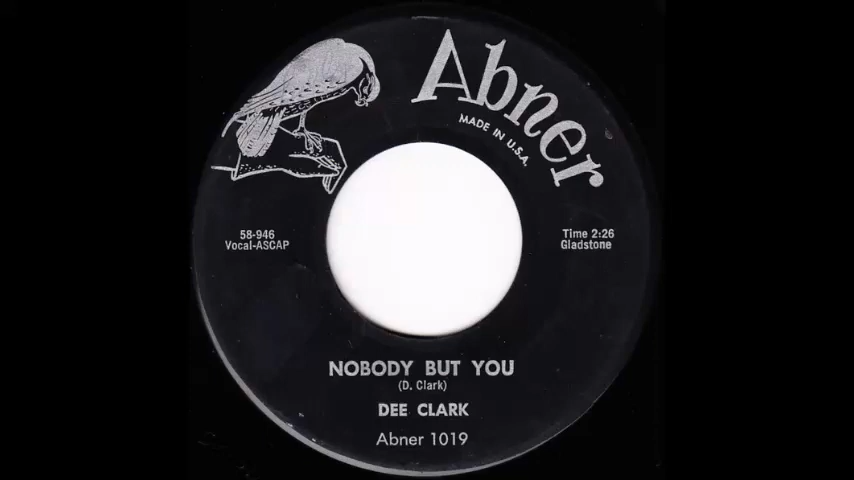 Abner
MADE IN U.S.A.
58-946
Vocal-ASCAP
Time 2:26
Gladstone
NOBODY BUT YOU
(D. Clark)
DEE CLARK
Abner 1019